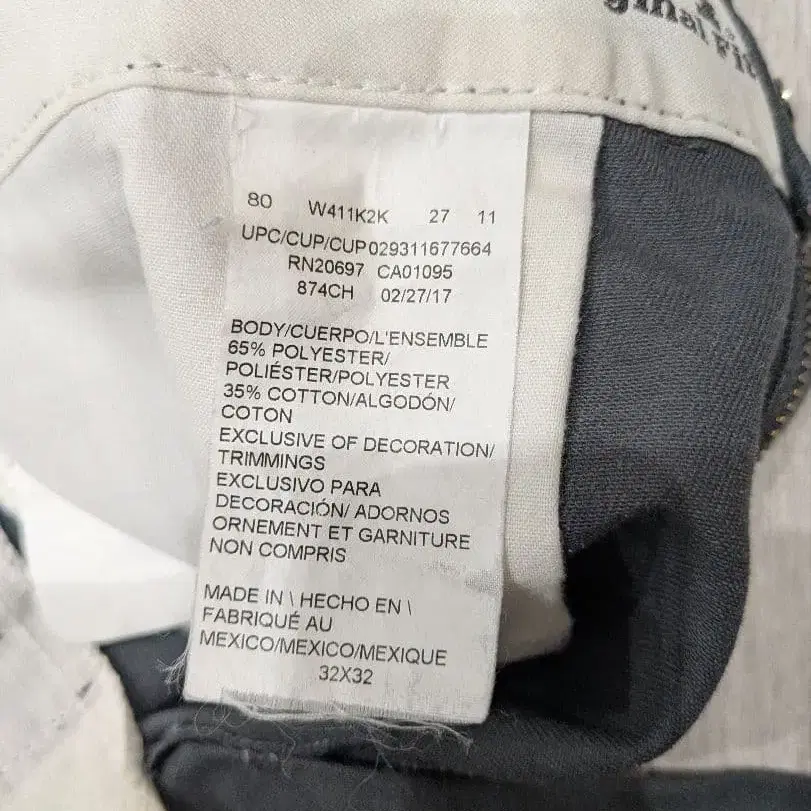 80 W411K2K 27 11
UPC/CUP/CUP029311677664
RN20697 CA01095
874CH 02/27/17
BODY/CUERPO/L'ENSEMBLE
65% POLYESTER/
POLIÉSTER/POLYESTER
35% COTTON/ALGODÓN/
COTON
EXCLUSIVE OF DECORATION/
TRIMMINGS
EXCLUSIVO PARA
DECORACIÓN/ ADORNOS
ORNEMENT ET GARNITURE
NON COMPRIS
MADE IN \ HECHO EN \
FABRIQUÉ AU
MEXICO/MEXICO/MEXIQUE
32X32